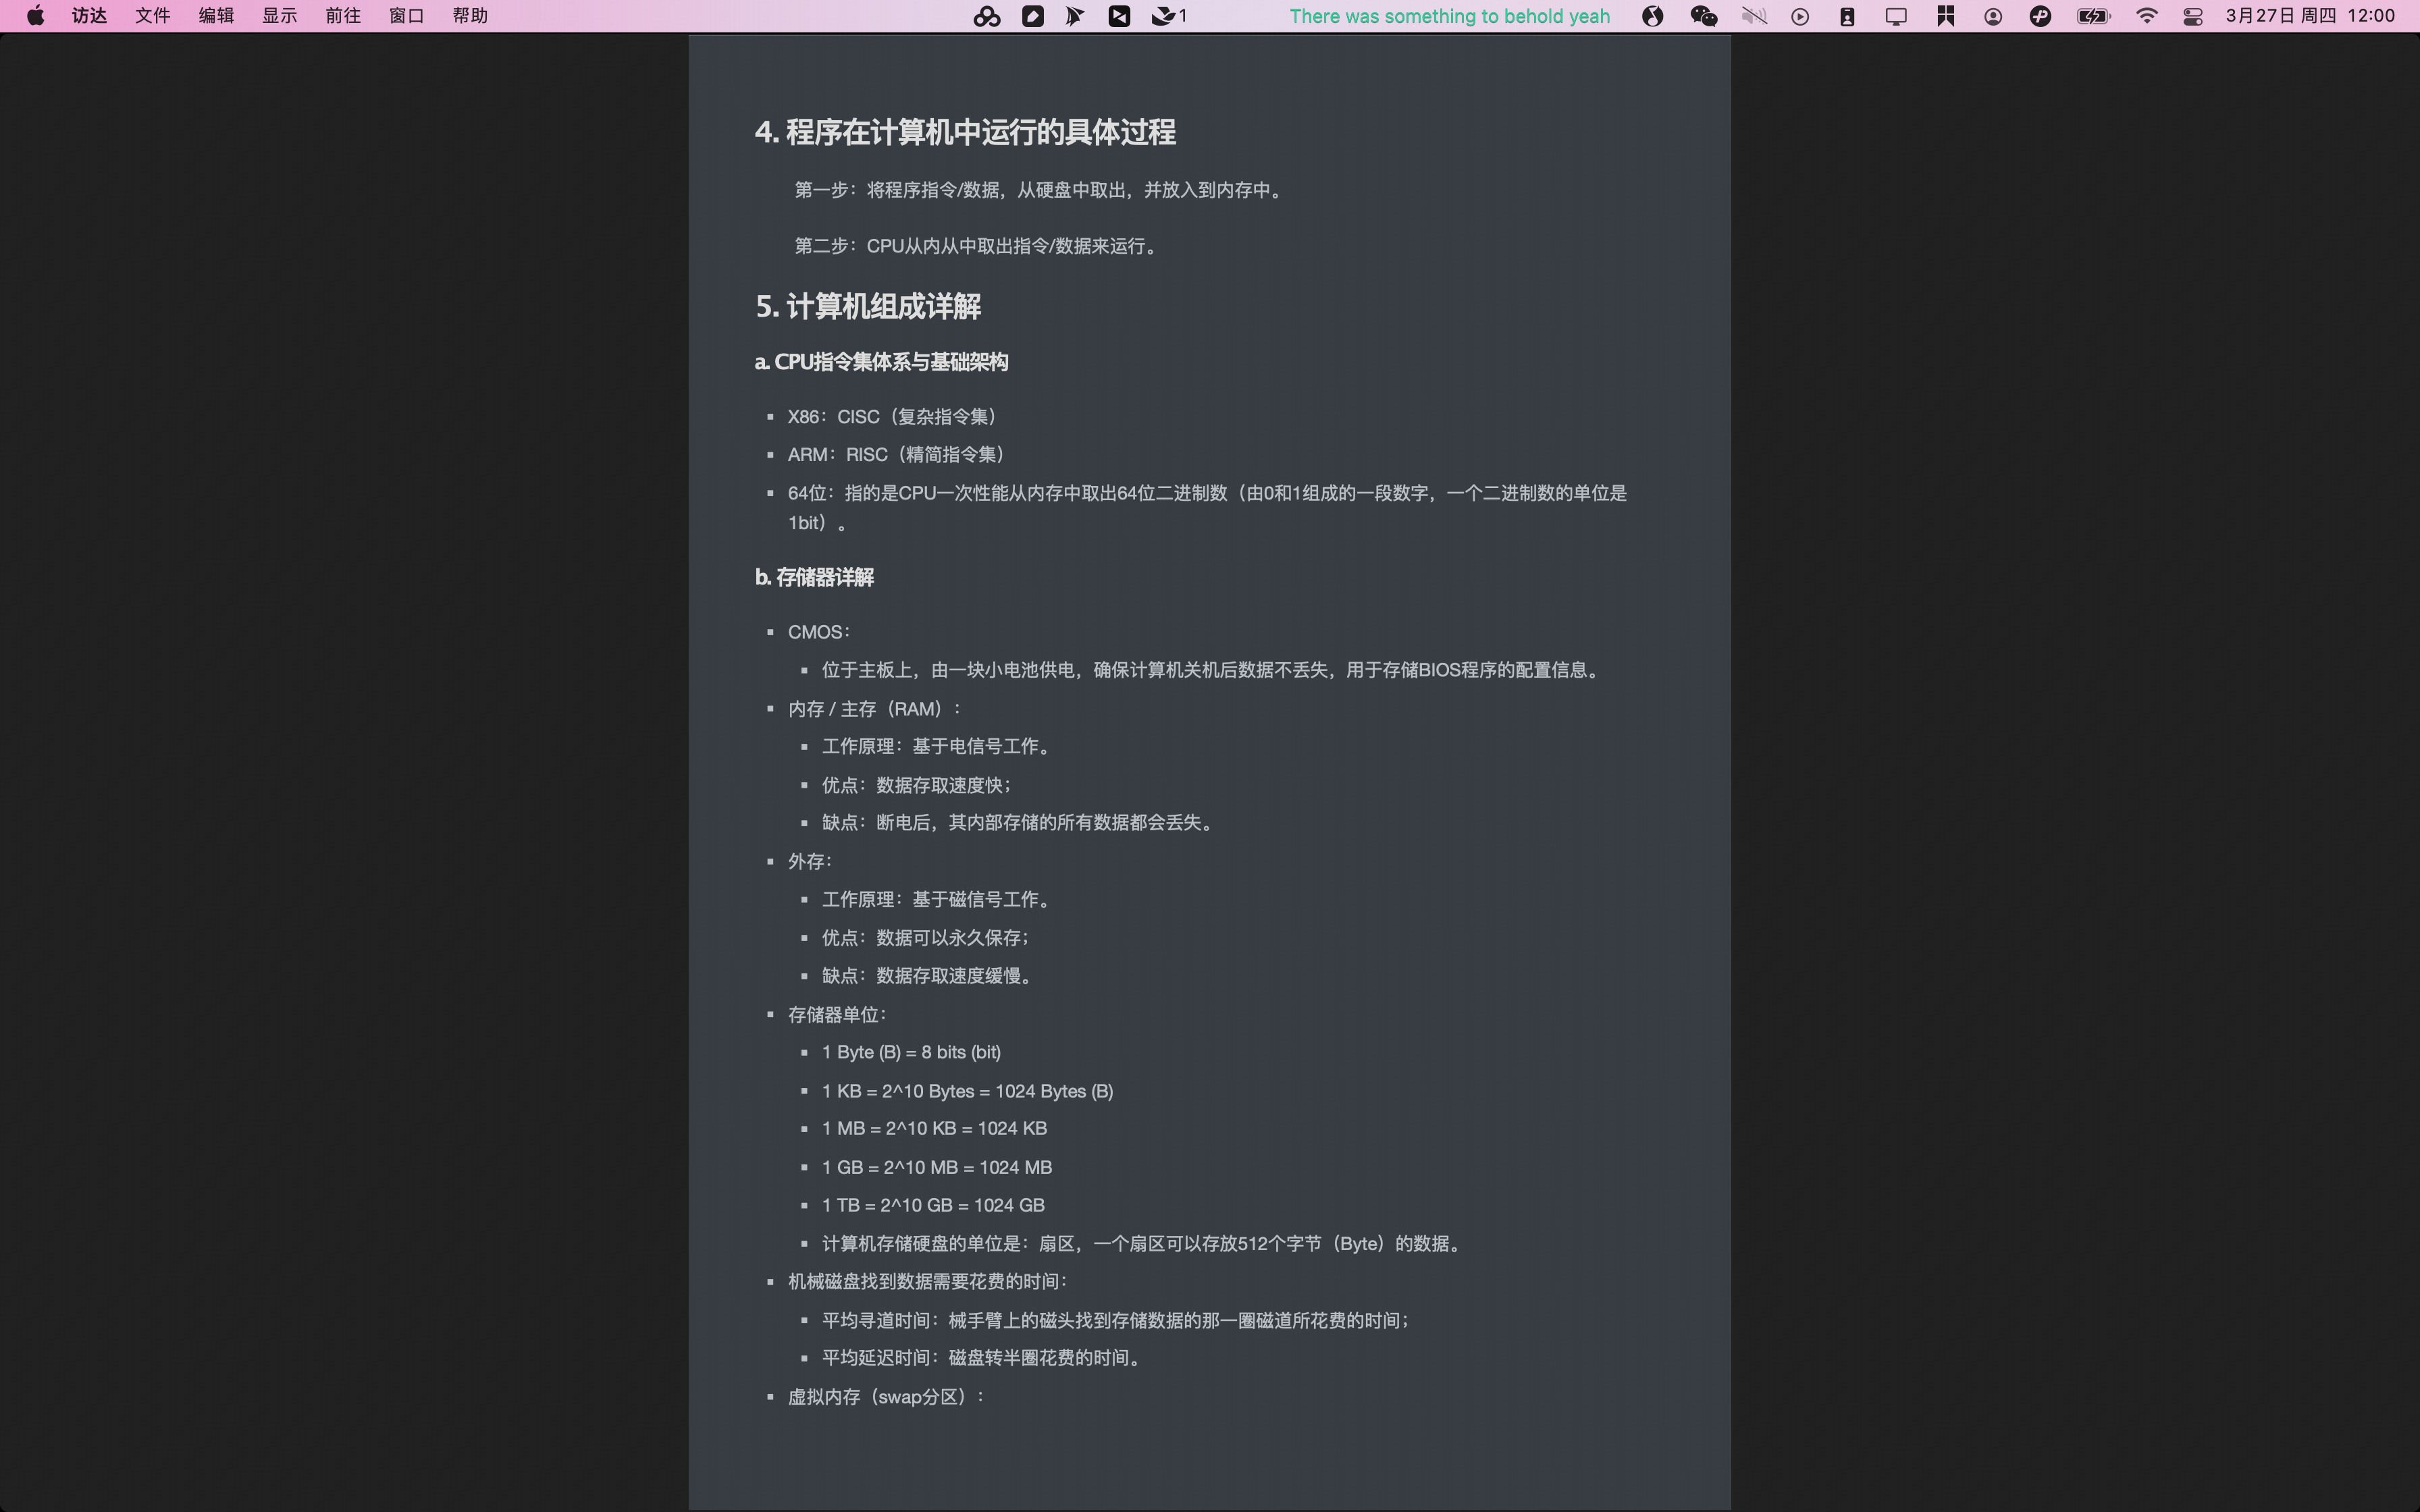 访达 文件 编辑 显示 前往 窗口 帮助 1 There was something to behold yeah 3月27日 周四 12:00
4. 程序在计算机中运行的具体过程
第一步：将程序指令/数据，从硬盘中取出，并放入到内存中。
第二步：CPU从内从中取出指令/数据来运行。
5. 计算机组成详解
a. CPU指令集体系与基础架构
▪ X86：CISC（复杂指令集）
▪ ARM：RISC（精简指令集）
▪ 64位：指的是CPU一次性能从内存中取出64位二进制数（由0和1组成的一段数字，一个二进制数的单位是
1bit）。
b. 存储器详解
▪ CMOS：
▪ 位于主板上，由一块小电池供电，确保计算机关机后数据不丢失，用于存储BIOS程序的配置信息。
▪ 内存 / 主存（RAM）：
▪ 工作原理：基于电信号工作。
▪ 优点：数据存取速度快；
▪ 缺点：断电后，其内部存储的所有数据都会丢失。
▪ 外存：
▪ 工作原理：基于磁信号工作。
▪ 优点：数据可以永久保存；
▪ 缺点：数据存取速度缓慢。
▪ 存储器单位：
▪ 1 Byte (B) = 8 bits (bit)
▪ 1 KB = 2^10 Bytes = 1024 Bytes (B)
▪ 1 MB = 2^10 KB = 1024 KB
▪ 1 GB = 2^10 MB = 1024 MB
▪ 1 TB = 2^10 GB = 1024 GB
▪ 计算机存储硬盘的单位是：扇区，一个扇区可以存放512个字节（Byte）的数据。
▪ 机械磁盘找到数据需要花费的时间：
▪ 平均寻道时间：械手臂上的磁头找到存储数据的那一圈磁道所花费的时间；
▪ 平均延迟时间：磁盘转半圈花费的时间。
▪ 虚拟内存（swap分区）：